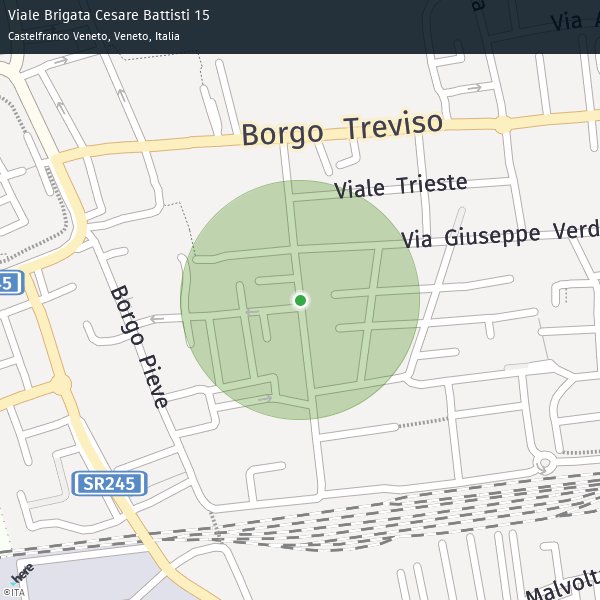 Viale Brigata Cesare Battisti 15
Castelfranco Veneto, Veneto, Italia
Via
Borgo Treviso
Viale Trieste
Via Giuseppe Verd
Borgo Pieve
SR245
Malvolt
here
©ITA